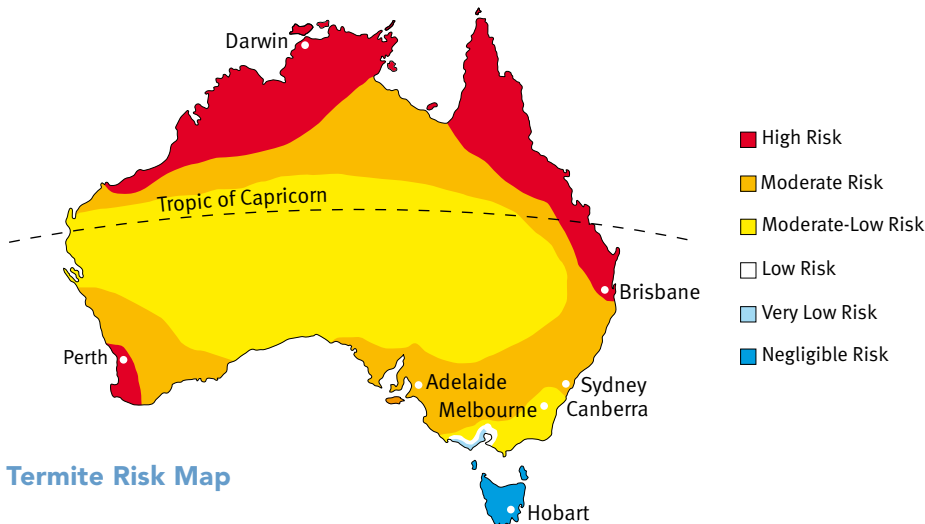 Darwin
High Risk
Moderate Risk
Tropic of Capricorn
Moderate-Low Risk
Low Risk
Brisbane
Very Low Risk
Perth
Negligible Risk
Adelaide
Sydney
Melbourne
Canberra
Termite Risk Map
Hobart